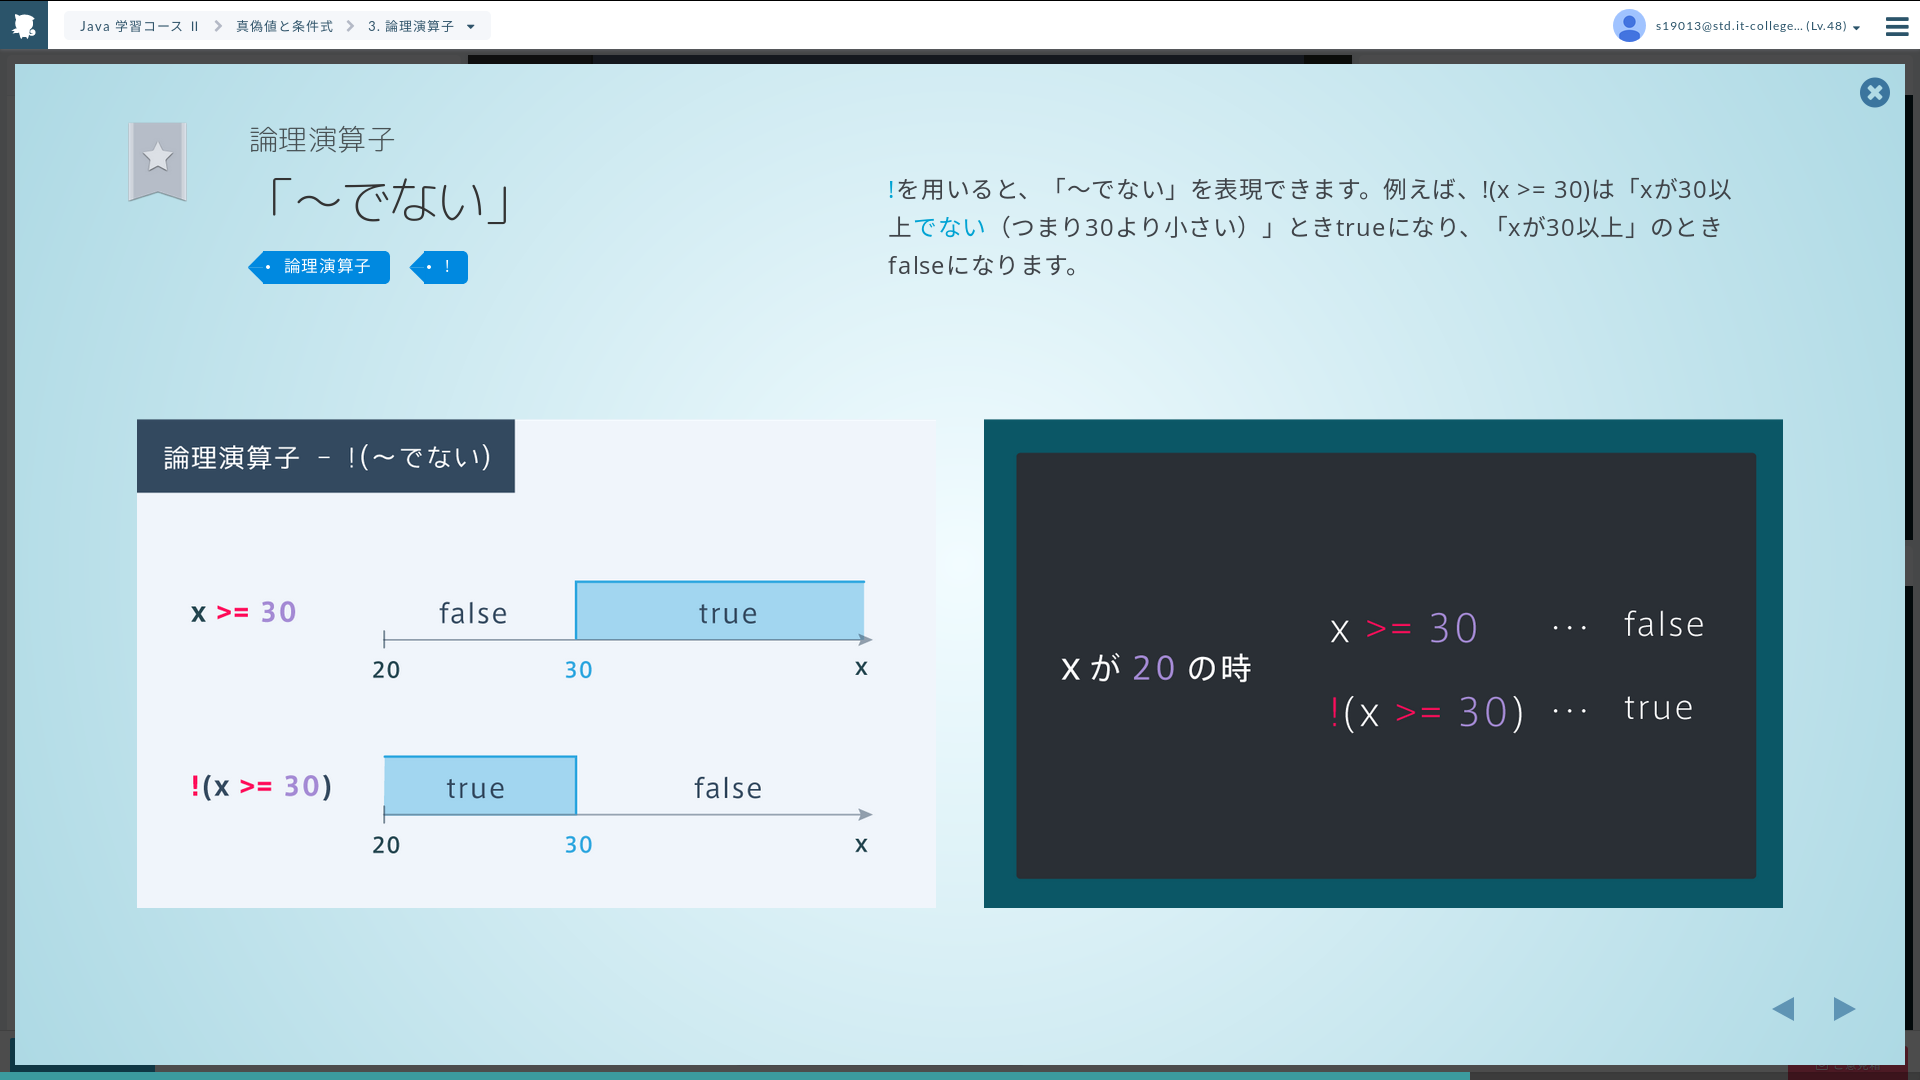 Java 学習コース Ⅱ 真偽値と条件式 3. 論理演算子
s19013@std.it-college... (Lv.48)
論理演算子
「～でない」
論理演算子 !
!を用いると、「～でない」を表現できます。例えば、!(x >= 30)は「xが30以
上でない（つまり30より小さい）」ときtrueになり、「xが30以上」のとき
falseになります。
論理演算子 － !(～でない)
x >= 30 false true
20 30 x
!(x >= 30) true false
20 30 x
x が 20 の時
x >= 30 … false
!(x >= 30) … true